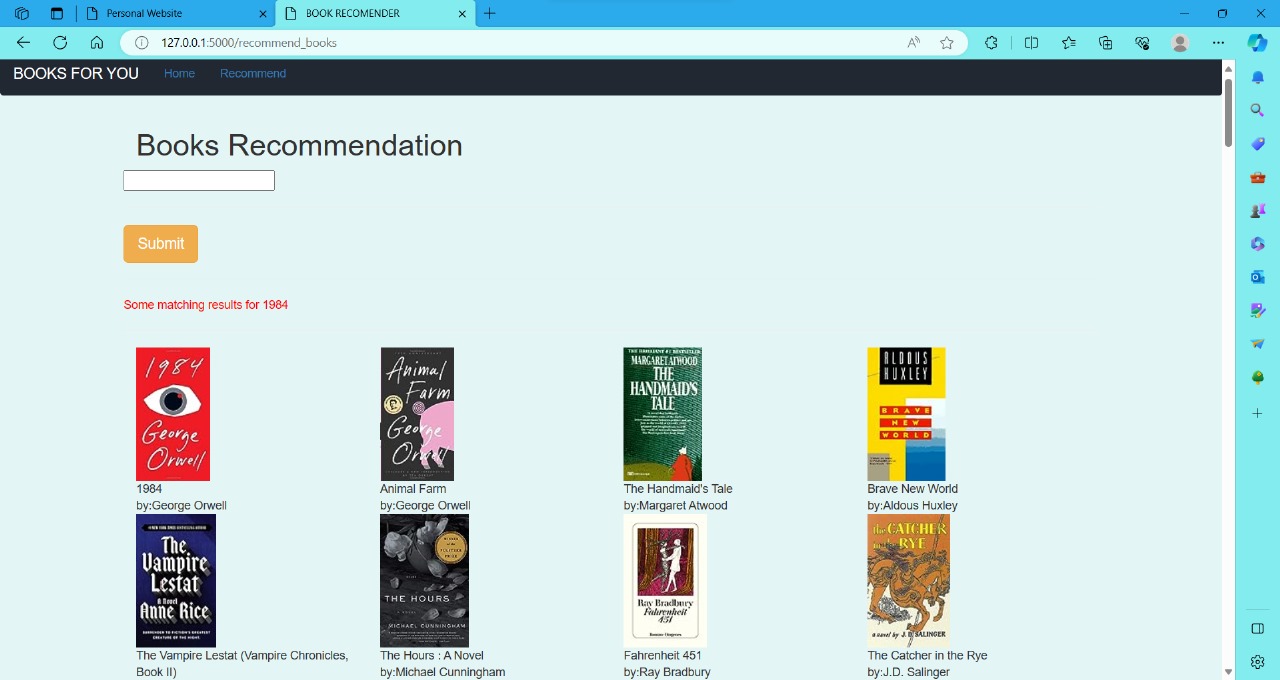 Personal Website
BOOK RECOMENDER
127.0.0.1:5000/recommend_books
BOOKS FOR YOU
Home
Recommend
Books Recommendation
Submit
Some matching results for 1984
1984
George
Orwell
Animal
Farm
George
Orwell
MARGARET ATWOOD
THE
HANDMAID'S
TALE
ALDOUS
HUXLEY
BRAVE
NEW
WORLD
1984
by:George Orwell
Animal Farm
by:George Orwell
The Handmaid's Tale
by:Margaret Atwood
Brave New World
by:Aldous Huxley
The
Vampire
Lestat
A Novel
Anne Rice
THE HOURS
MICHAEL CUNNINGHAM
Ray Bradbury
Fahrenheit
451
the CATCHER
in the RYE
a novel by J. D. SALINGER
The Vampire Lestat (Vampire Chronicles,
Book II)
The Hours : A Novel
by:Michael Cunningham
Fahrenheit 451
by:Ray Bradbury
The Catcher in the Rye
by:J.D. Salinger